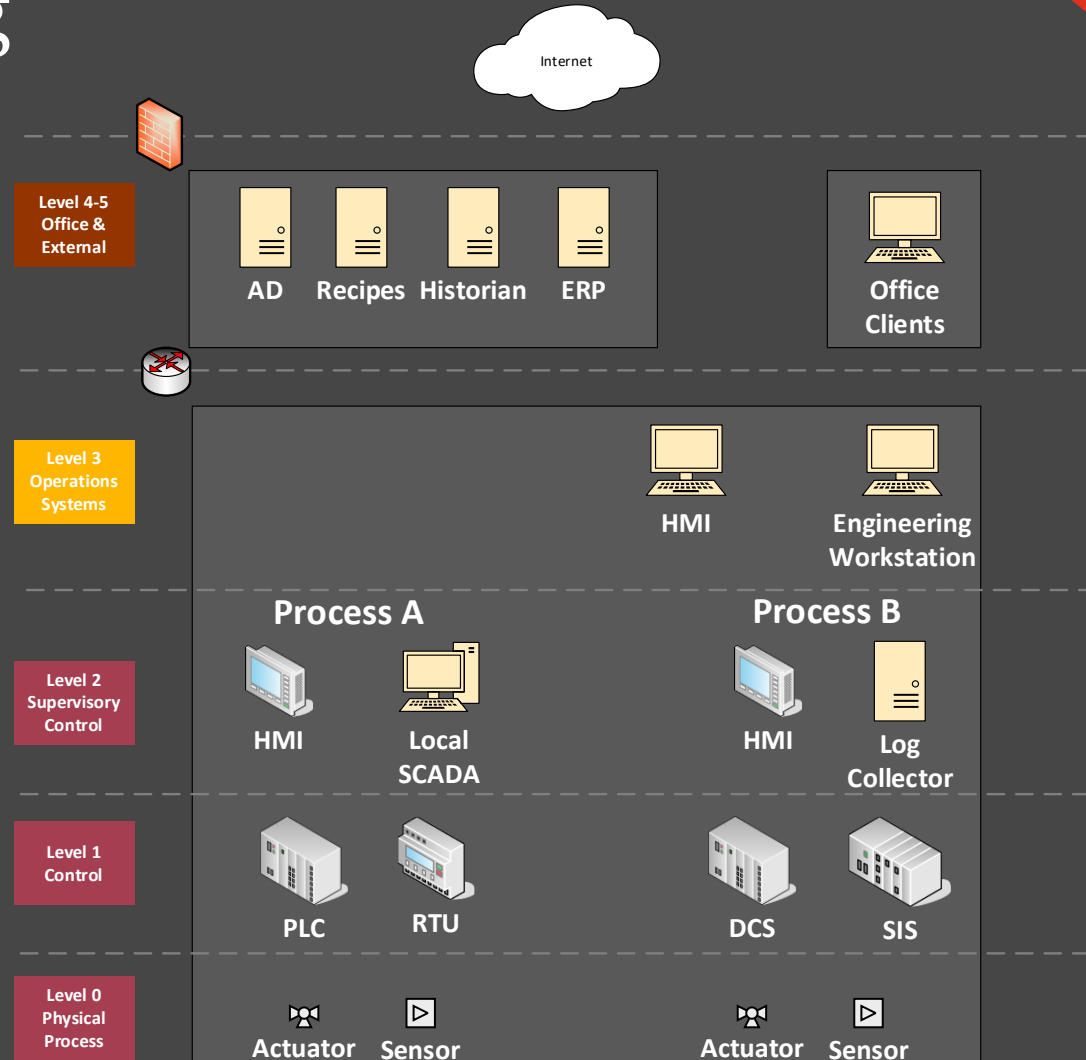 g
Internet
Level 4-5
Office &
External
AD
Recipes
Historian
ERP
Office
Clients
Level 3
Operations
Systems
HMI
Engineering
Workstation
Process A
Process B
Level 2
Supervisory
Control
HMI
Local
SCADA
HMI
Log
Collector
Level 1
Control
PLC
RTU
DCS
SIS
Level 0
Physical
Process
Actuator
Sensor
Actuator
Sensor